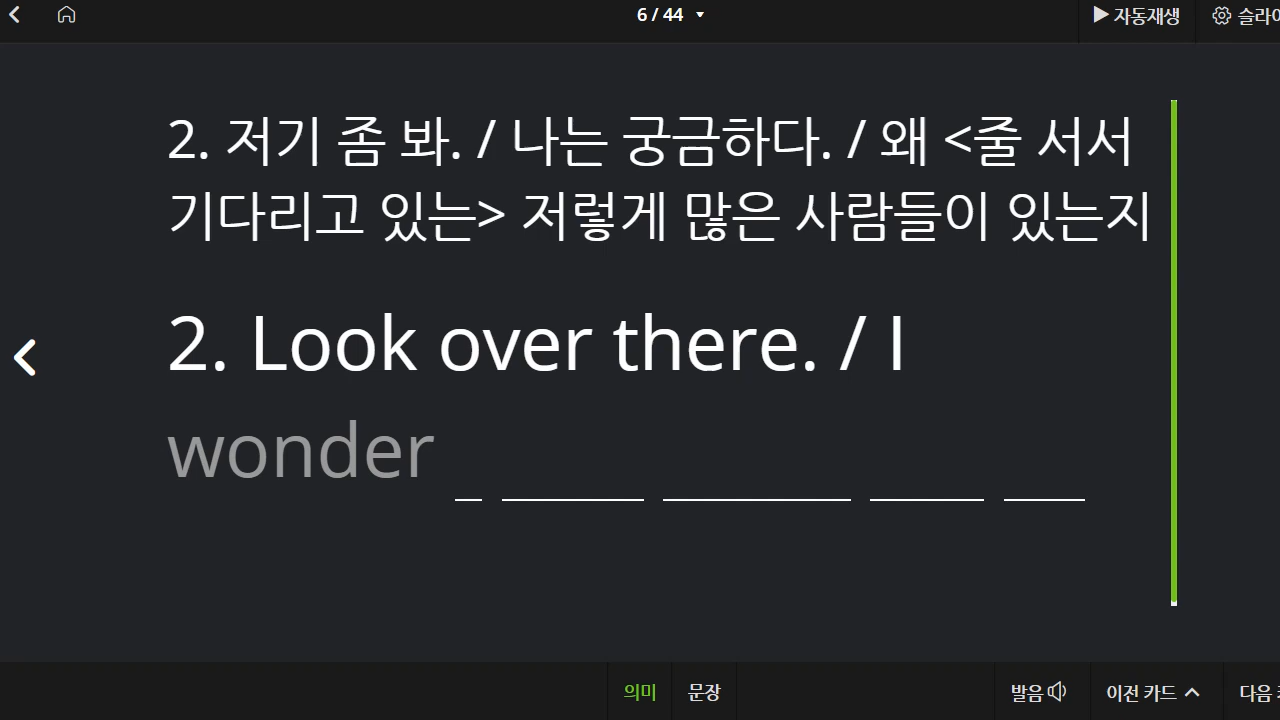 6 / 44
자동재생
슬라이
2. 저기 좀 봐. / 나는 궁금하다. / 왜 <줄 서서
기다리고 있는> 저렇게 많은 사람들이 있는지
2. Look over there. / I
wonder
의미
문장
발음
이전 카드
다음